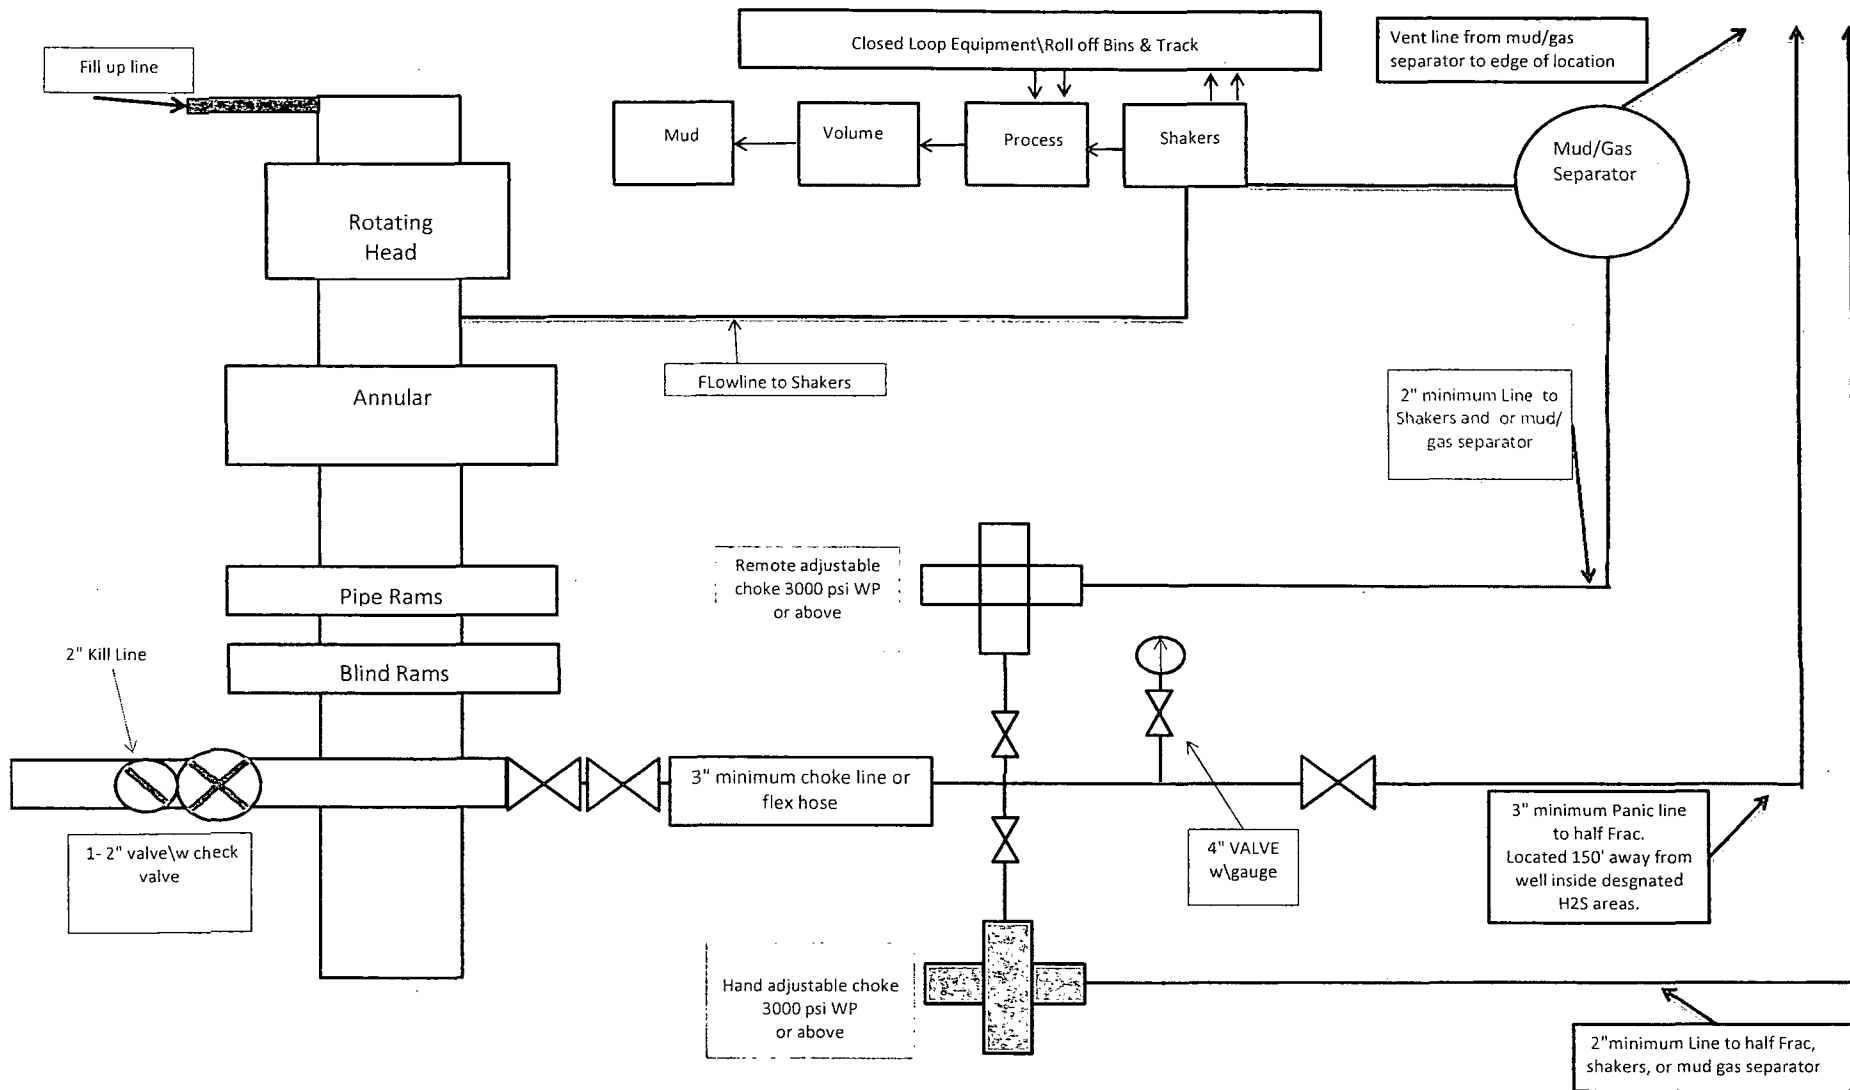 Fill up line
Closed Loop Equipment\Roll off Bins & Track
Vent line from mud/gas
separator to edge of location
Mud
Volume
Process
Shakers
Mud/Gas
Separator
Rotating
Head
FLowline to Shakers
Annular
2" minimum Line to
Shakers and or mud/
gas separator
Remote adjustable
choke 3000 psi WP
or above
Pipe Rams
2" Kill Line
Blind Rams
3" minimum choke line or
flex hose
1- 2" valve\w check
valve
4" VALVE
w\gauge
3" minimum Panic line
to half Frac.
Located 150' away from
well inside desgnated
H2S areas.
Hand adjustable choke
3000 psi WP
or above
2"minimum Line to half Frac,
shakers, or mud gas separator